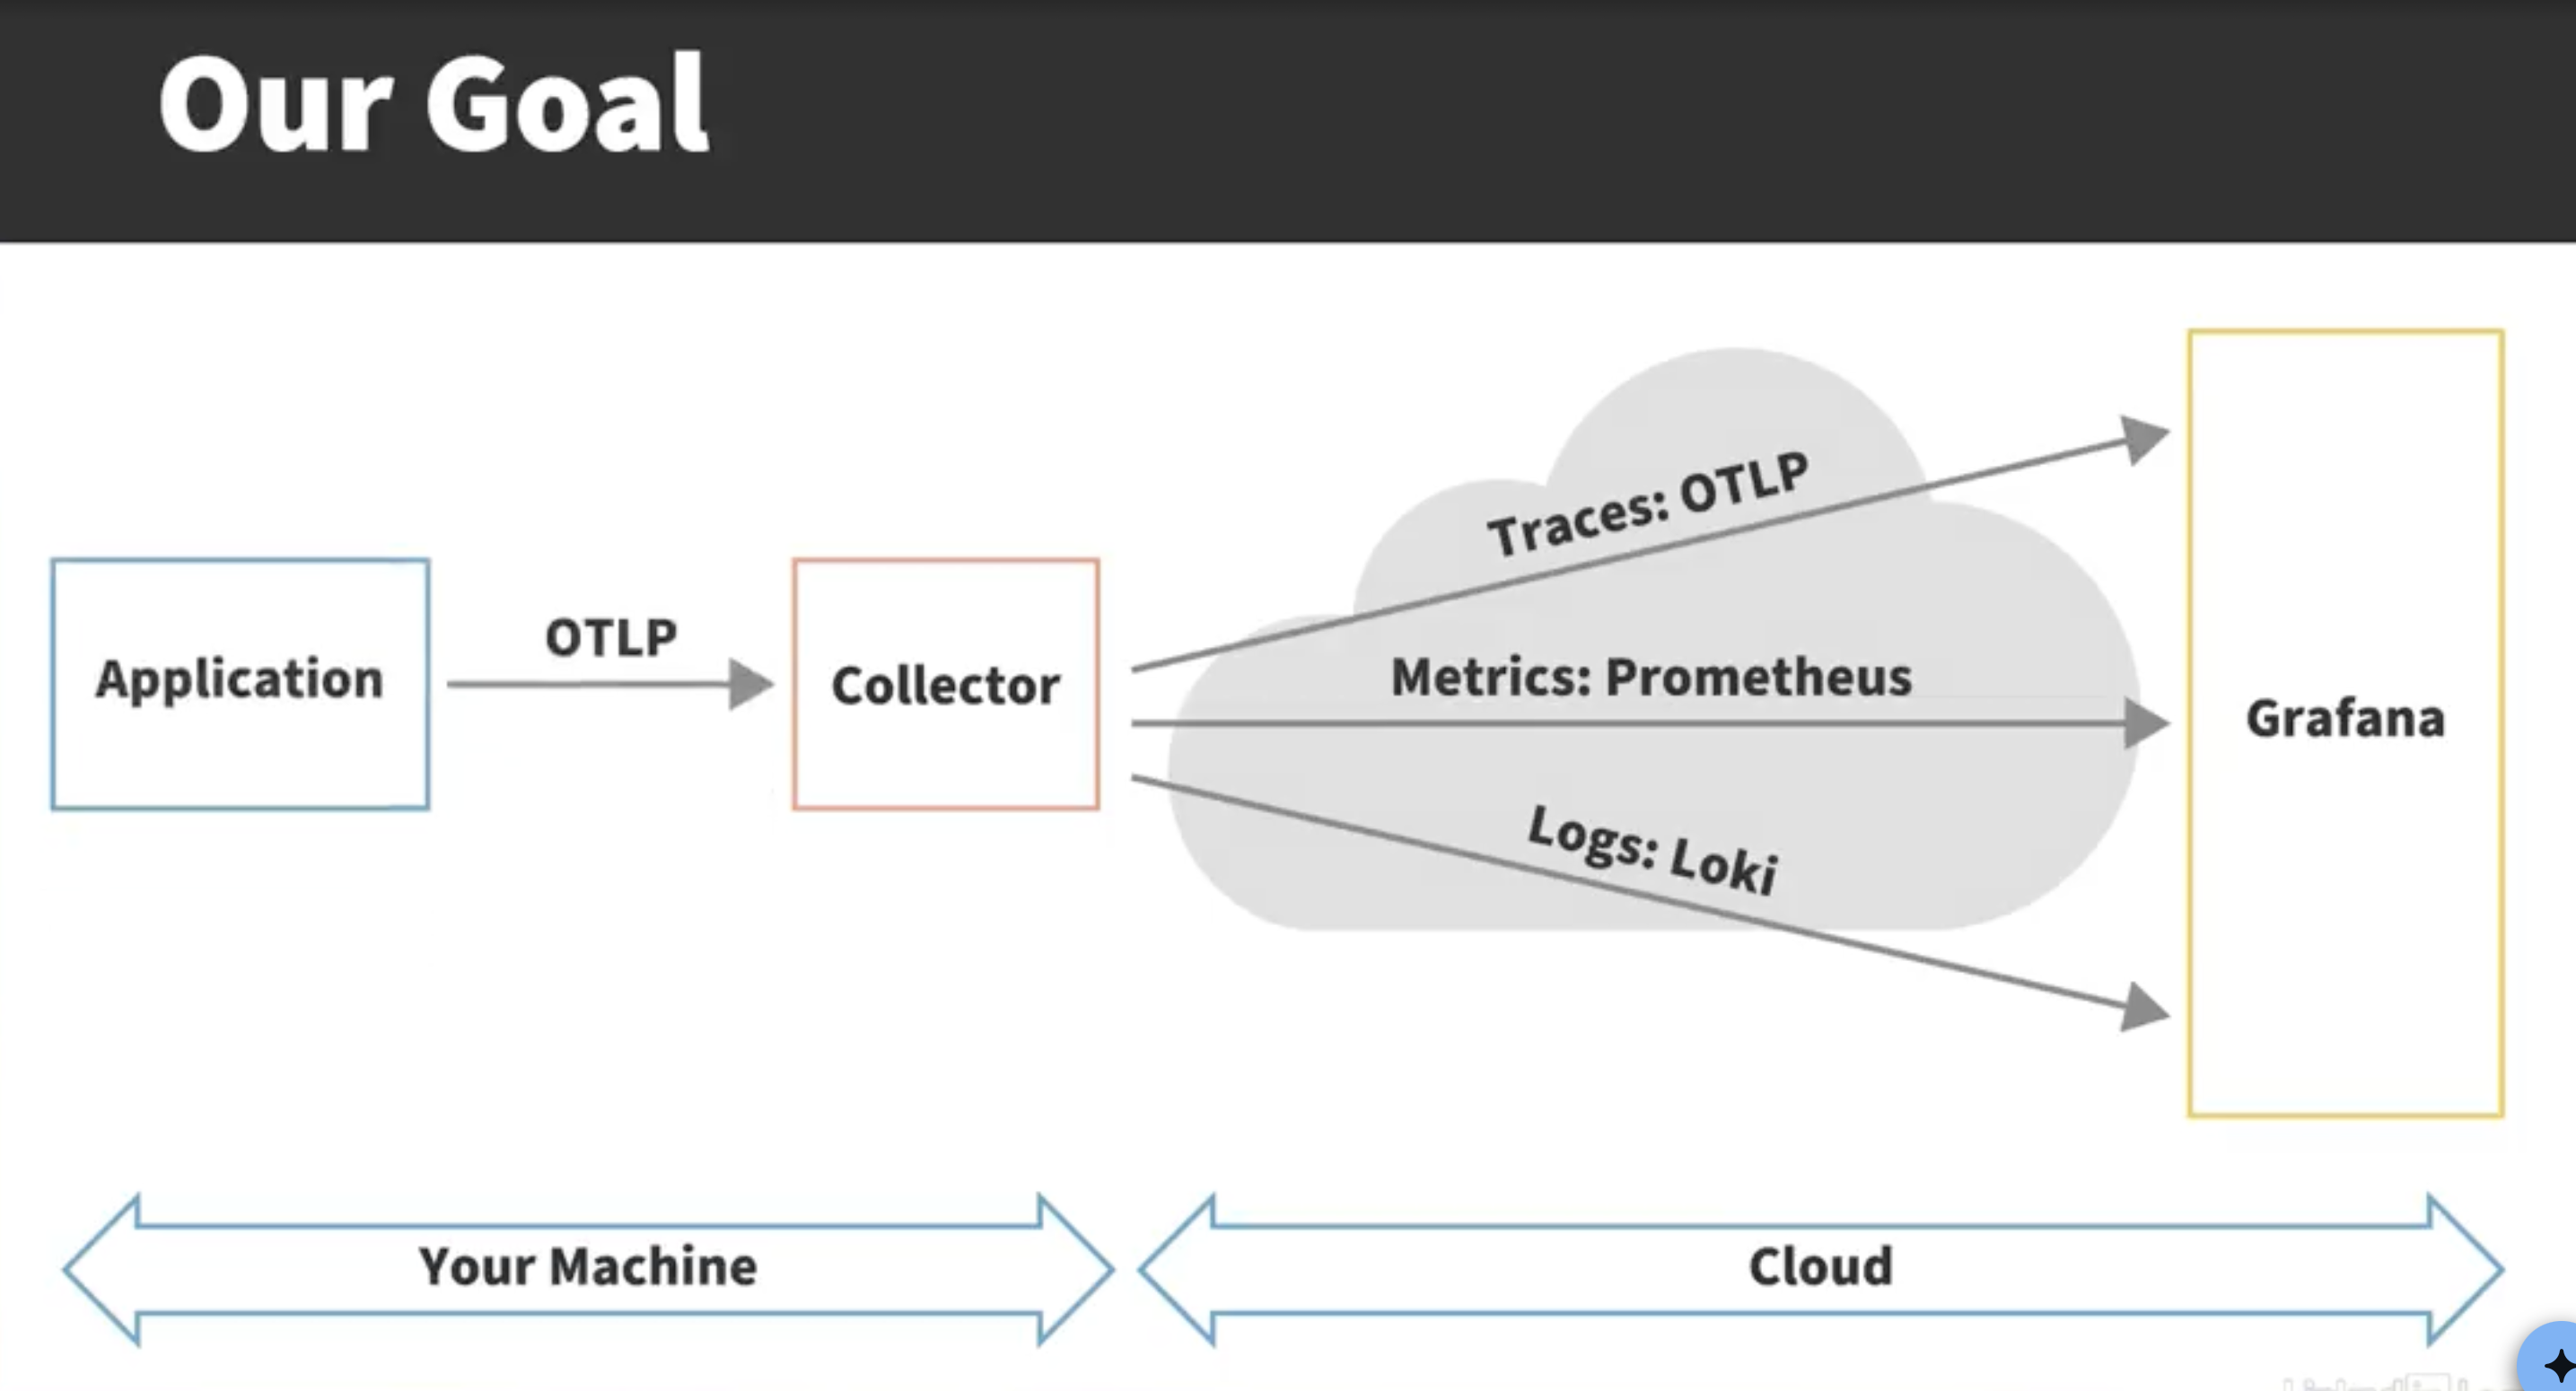 Our Goal
Traces: OTLP
OTLP
Application
Collector
Metrics: Prometheus
Grafana
Logs: Loki
Your Machine
Cloud